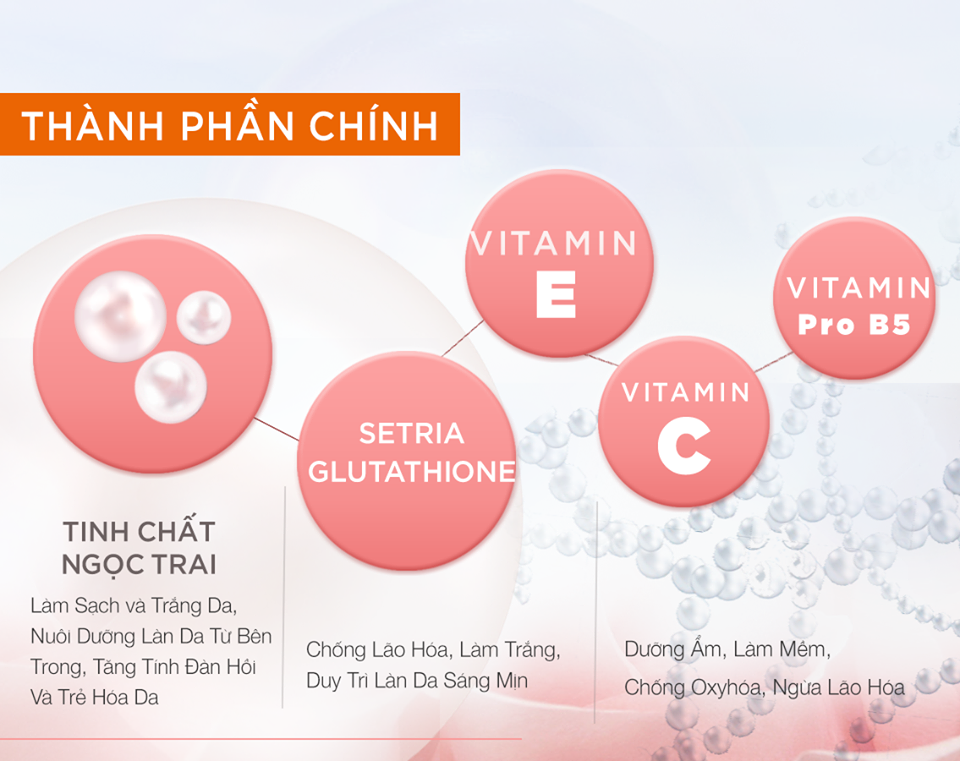 THÀNH PHẦN CHÍNH
VITAMIN
E
VITAMIN
Pro B5
VITAMIN
C
SETRIA
GLUTATHIONE
TINH CHẤT
NGỌC TRAI
Làm Sạch và Trắng Da,
Nuôi Dưỡng Làn Da Từ Bên
Trong, Tăng Tính Đàn Hồi
Và Trẻ Hóa Da
Chống Lão Hóa, Làm Trắng,
Duy Trì Làn Da Sáng Mịn
Dưỡng Ẩm, Làm Mềm,
Chống Oxyhóa, Ngừa Lão Hóa